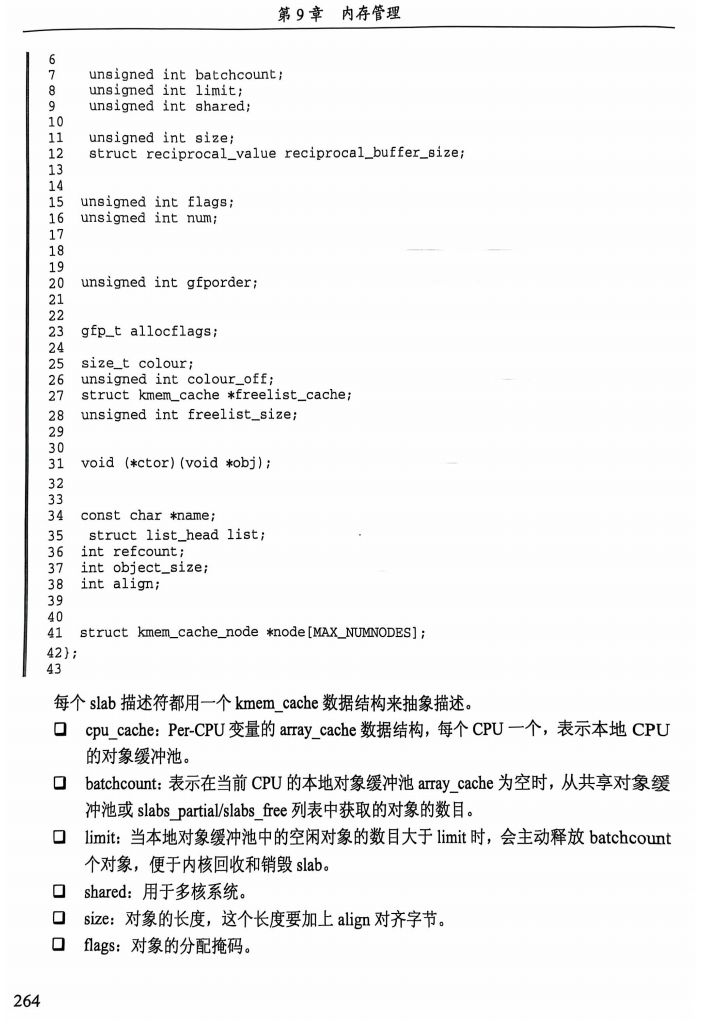 第9章 内存管理
6
7 unsigned int batchcount;
8 unsigned int limit;
9 unsigned int shared;
10
11 unsigned int size;
12 struct reciprocal_value reciprocal_buffer_size;
13
14
15 unsigned int flags;
16 unsigned int num;
17
18
19
20 unsigned int gfporder;
21
22
23 gfp_t allocflags;
24
25 size_t colour;
26 unsigned int colour_off;
27 struct kmem_cache *freelist_cache;
28 unsigned int freelist_size;
29
30
31 void (*ctor)(void *obj);
32
33
34 const char *name;
35 struct list_head list;
36 int refcount;
37 int object_size;
38 int align;
39
40
41 struct kmem_cache_node *node[MAX_NUMNODES];
42};
43
每个 slab 描述符都用一个 kmem_cache 数据结构来抽象描述。
❑ cpu_cache：Per-CPU 变量的 array_cache 数据结构，每个 CPU 一个，表示本地 CPU
的对象缓冲池。
❑ batchcount：表示在当前 CPU 的本地对象缓冲池 array_cache 为空时，从共享对象缓
冲池或 slabs_partial/slabs_free 列表中获取的对象的数目。
❑ limit：当本地对象缓冲池中的空闲对象的数目大于 limit 时，会主动释放 batchcount
个对象，便于内核回收和销毁 slab。
❑ shared：用于多核系统。
❑ size：对象的长度，这个长度要加上 align 对齐字节。
❑ flags：对象的分配掩码。
264